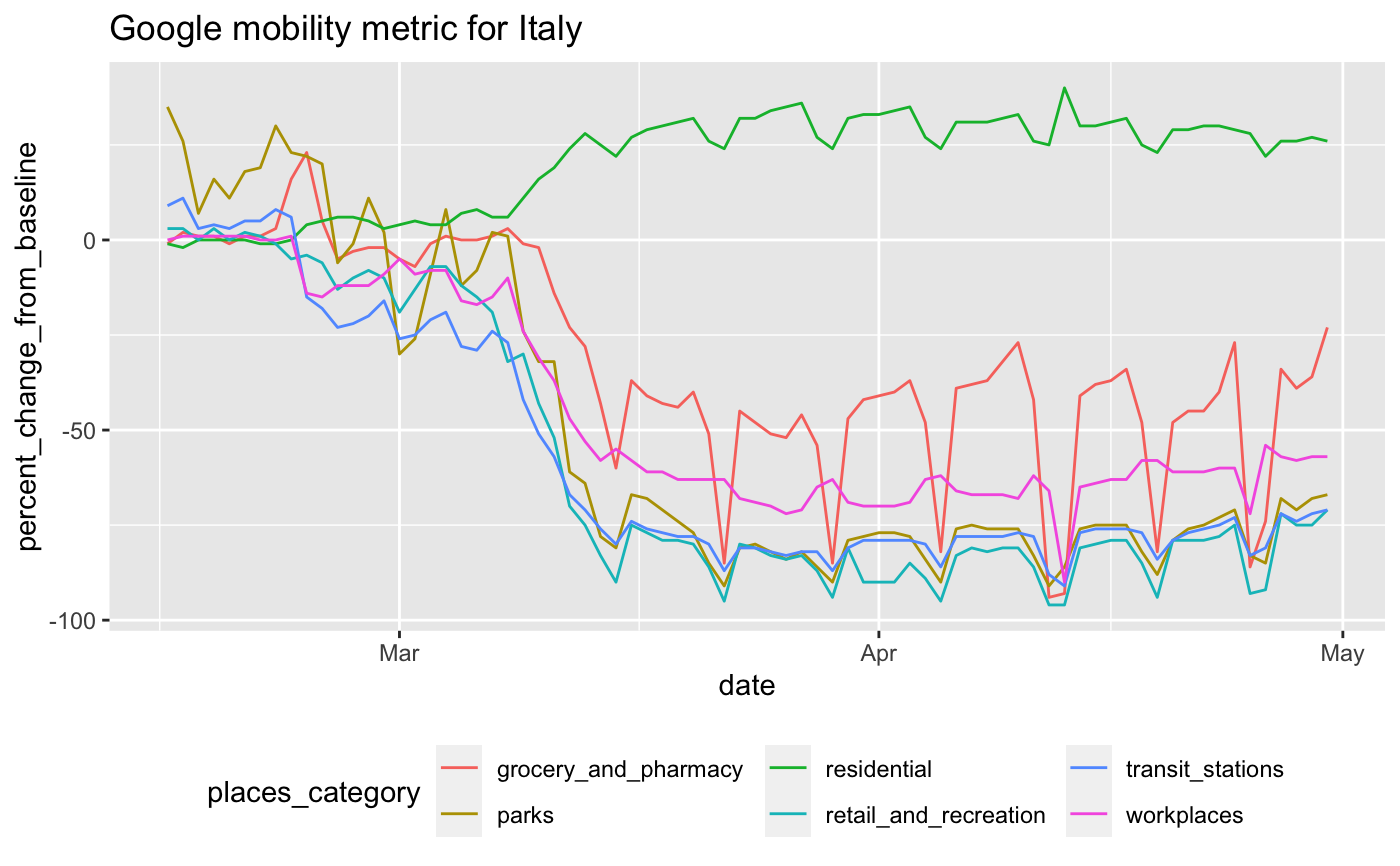 Google mobility metric for Italy
percent_change_from_baseline
0
-50
-100
Mar Apr May
date
places_category
grocery_and_pharmacy residential transit_stations
parks retail_and_recreation workplaces